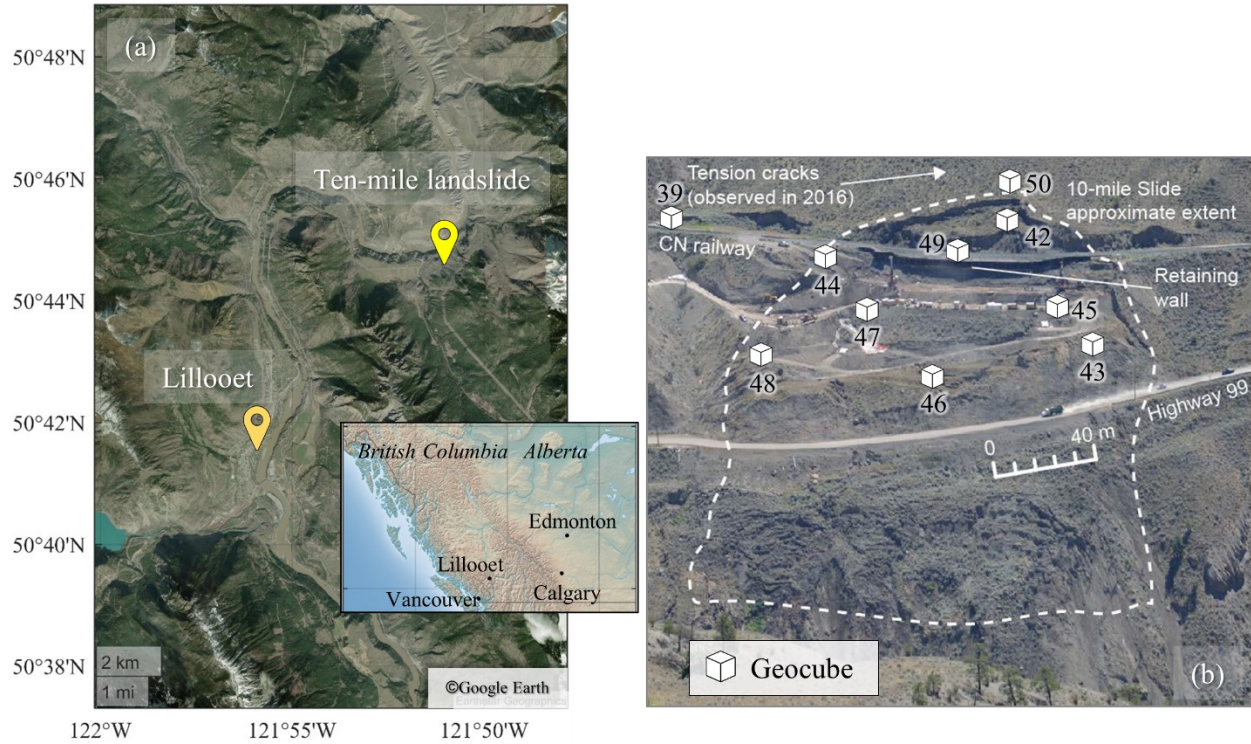 (a)
50°48'N
50°46'N
50°44'N
50°42'N
50°40'N
50°38'N
Ten-mile landslide
Lillooet
British Columbia Alberta
Edmonton
Lillooet
Calgary
Vancouver
2 km
1 mi
©Google Earth
Earthstar Geographics
122°W
121°55'W
121°50'W
Tension cracks
(observed in 2016)
50
10-mile Slide
approximate extent
39
CN railway
49
42
44
Retaining
wall
47
45
48
46
43
Highway 99
0
40 m
Geocube
(b)